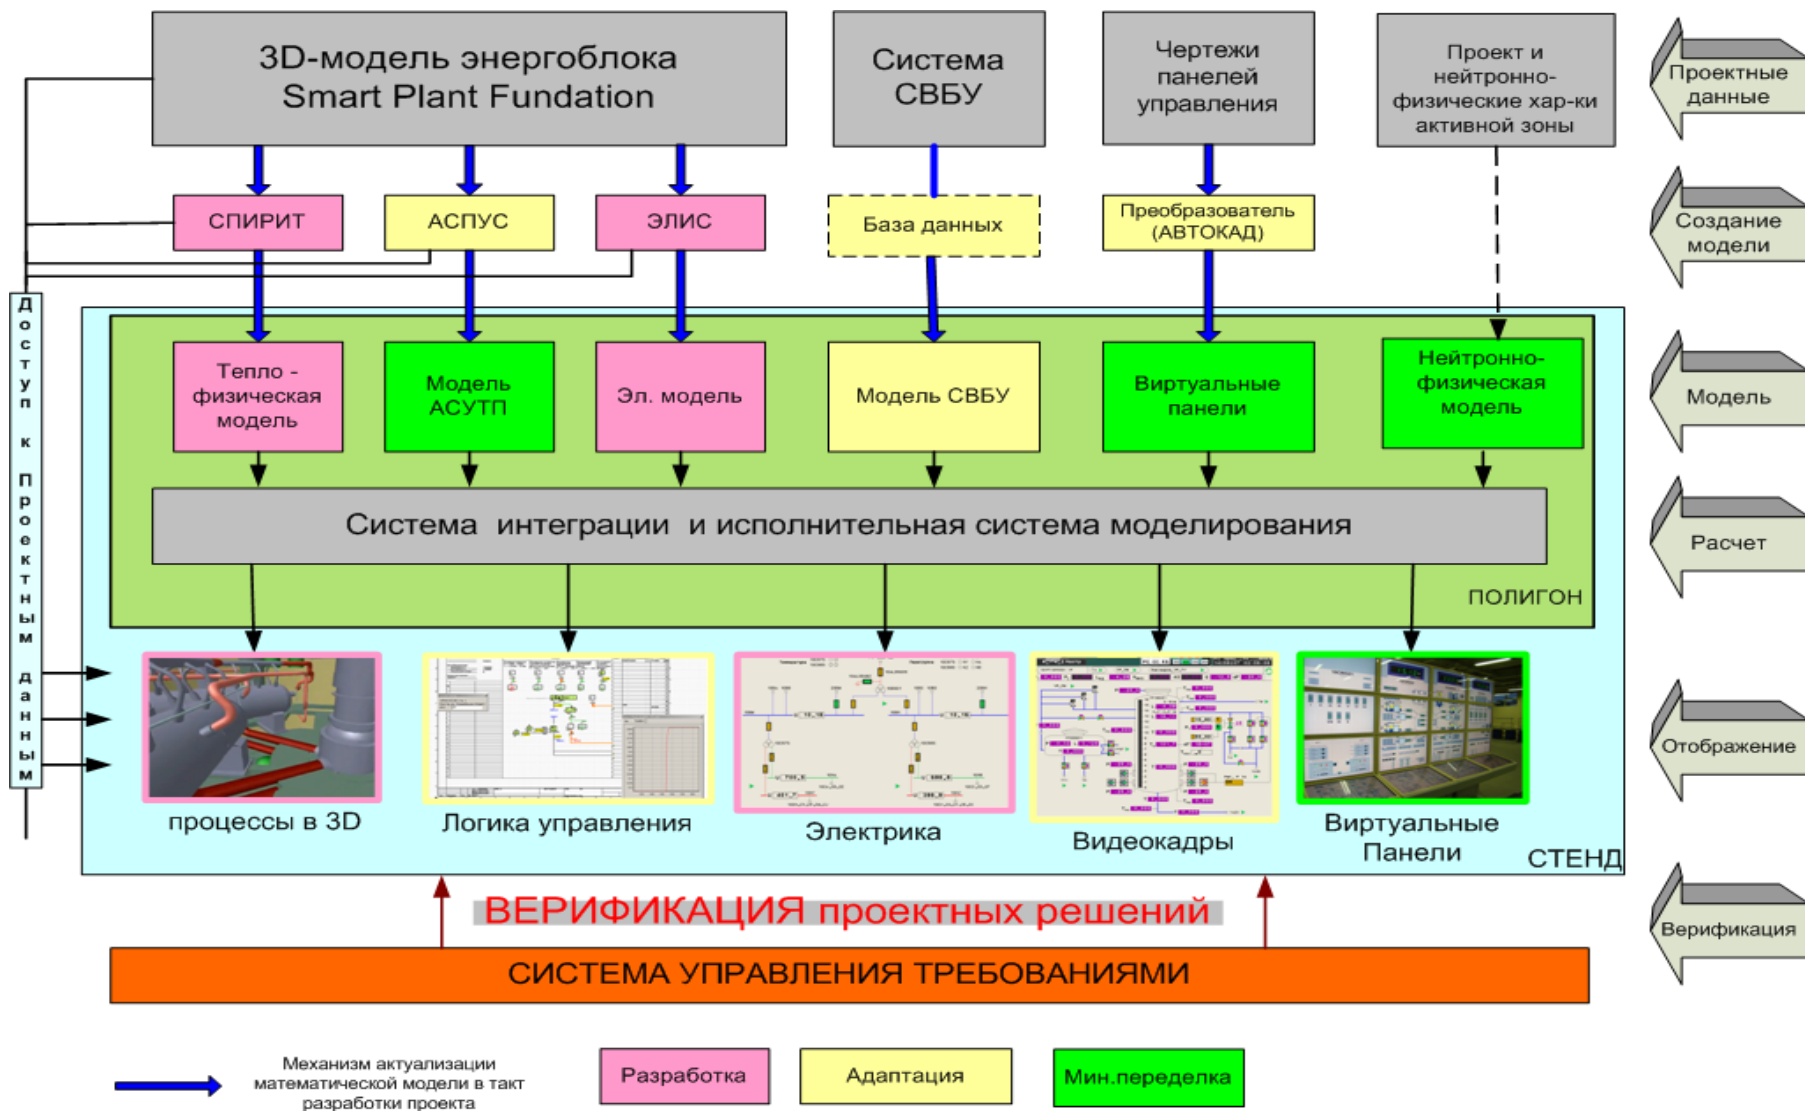 3D-модель энергоблока
Smart Plant Fundation
Система
СВБУ
Чертежи
панелей
управления
Проект и
нейтронно-
физические хар-ки
активной зоны
Проектные
данные
СПИРИТ
АСПУС
ЭЛИС
База данных
Преобразователь
(АВТОКАД)
Создание
модели
Доступ к Проектным данным
Тепло -
физическая
модель
Модель
АСУТП
Эл. модель
Модель СВБУ
Виртуальные
панели
Нейтронно-
физическая
модель
Модель
Система интеграции и исполнительная система моделирования
Расчет
ПОЛИГОН
процессы в 3D
Логика управления
Электрика
Видеокадры
Виртуальные
Панели
Отображение
СТЕНД
ВЕРИФИКАЦИЯ проектных решений
Верификация
СИСТЕМА УПРАВЛЕНИЯ ТРЕБОВАНИЯМИ
Механизм актуализации
математической модели в такт
разработки проекта
Разработка
Адаптация
Мин.переделка